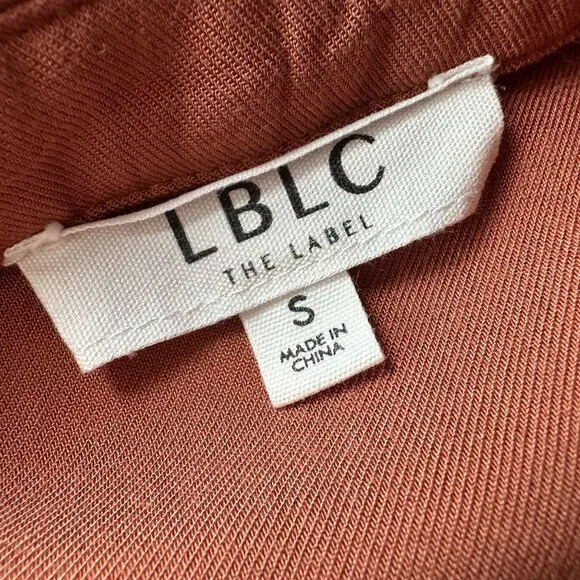 LBLC
THE LABEL
S
MADE IN
CHINA